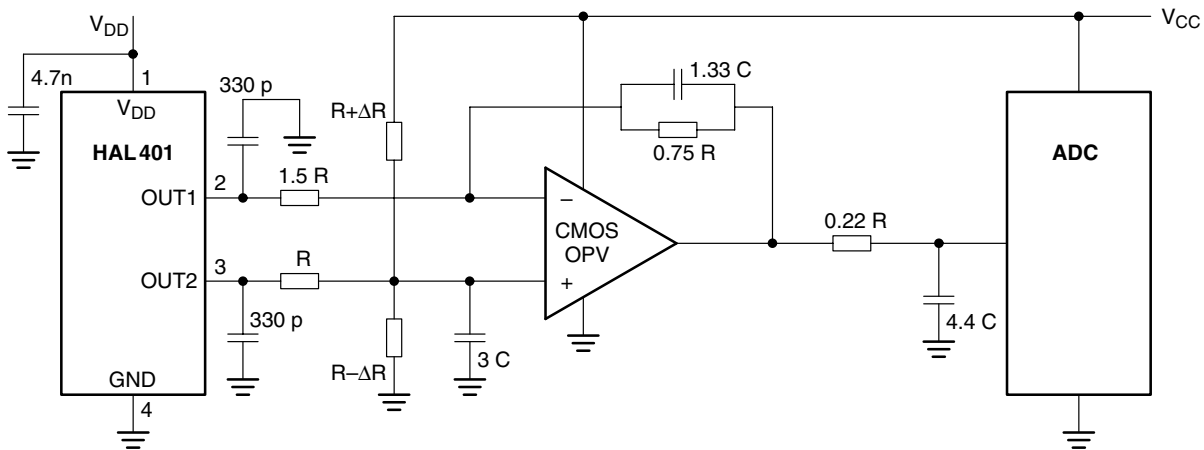 VDD
VCC
4.7n
1
VDD
HAL 401
330 p
R+ΔR
1.33 C
0.75 R
ADC
2
OUT1
1.5 R
–
CMOS
OPV
+
0.22 R
3
OUT2
R
330 p
R–ΔR
3 C
4.4 C
GND
4